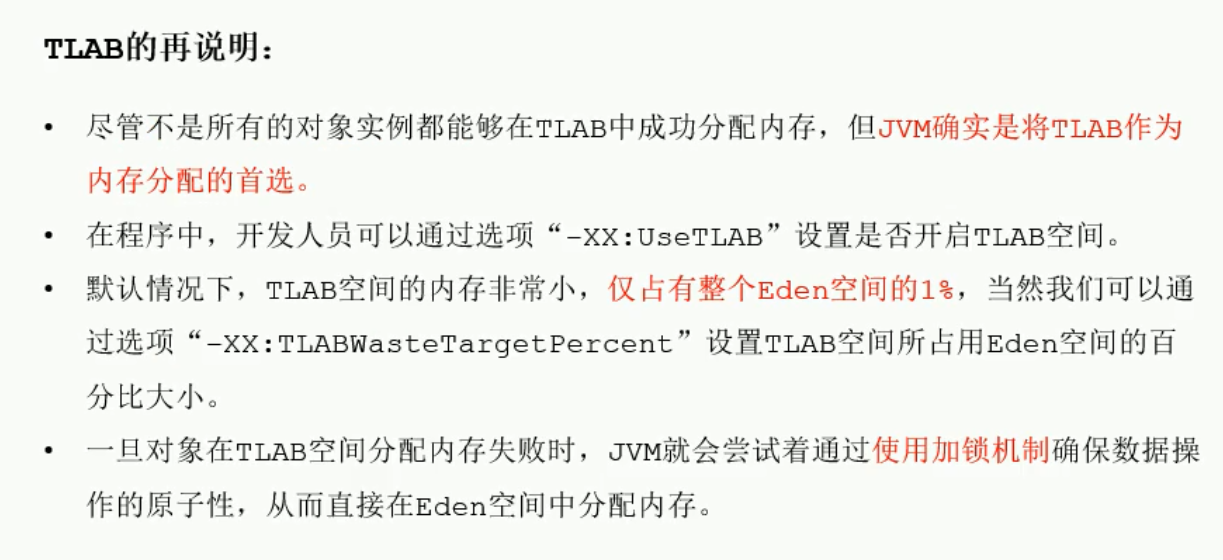 TLAB的再说明：
• 尽管不是所有的对象实例都能够在TLAB中成功分配内存，但JVM确实是将TLAB作为
内存分配的首选。
• 在程序中，开发人员可以通过选项“-XX:UseTLAB”设置是否开启TLAB空间。
• 默认情况下，TLAB空间的内存非常小，仅占有整个Eden空间的1%，当然我们可以通
过选项“-XX:TLABWasteTargetPercent”设置TLAB空间所占用Eden空间的百
分比大小。
• 一旦对象在TLAB空间分配内存失败时，JVM就会尝试着通过使用加锁机制确保数据操
作的原子性，从而直接在Eden空间中分配内存。